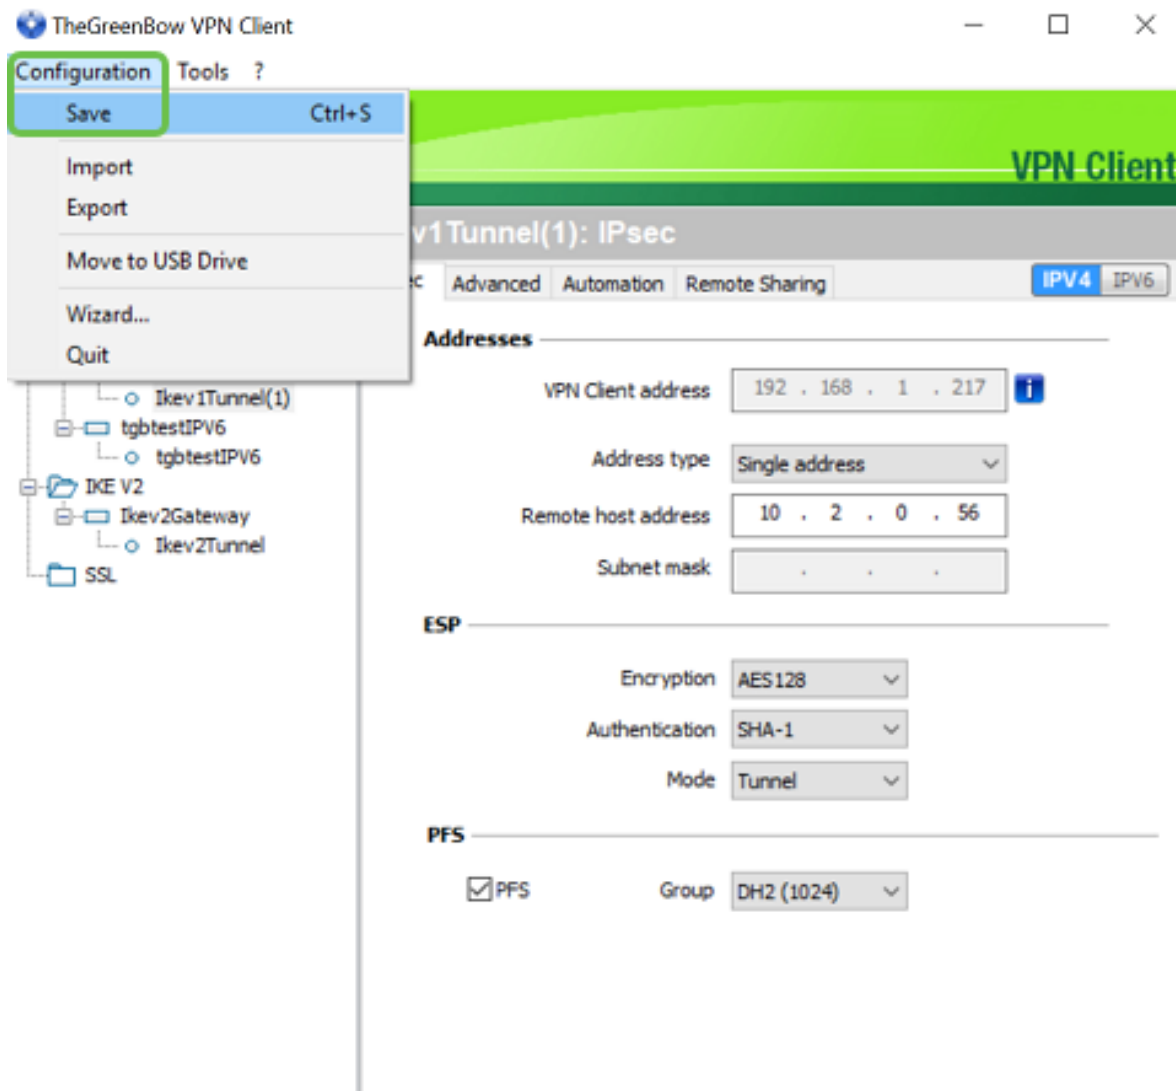 TheGreenBow VPN Client
Configuration Tools ?
Save Ctrl+S
Import
Export
Move to USB Drive
Wizard...
Quit
VPN Client
v1Tunnel(1): IPsec
Advanced Automation Remote Sharing IPV4 IPV6
Ikev1Tunnel(1)
tgbtestIPV6
tgbtestIPV6
IKE V2
Ikev2Gateway
Ikev2Tunnel
SSL
Addresses
VPN Client address 192 . 168 . 1 . 217
Address type Single address
Remote host address 10 . 2 . 0 . 56
Subnet mask . . .
ESP
Encryption AES128
Authentication SHA-1
Mode Tunnel
PFS
PFS Group DH2 (1024)